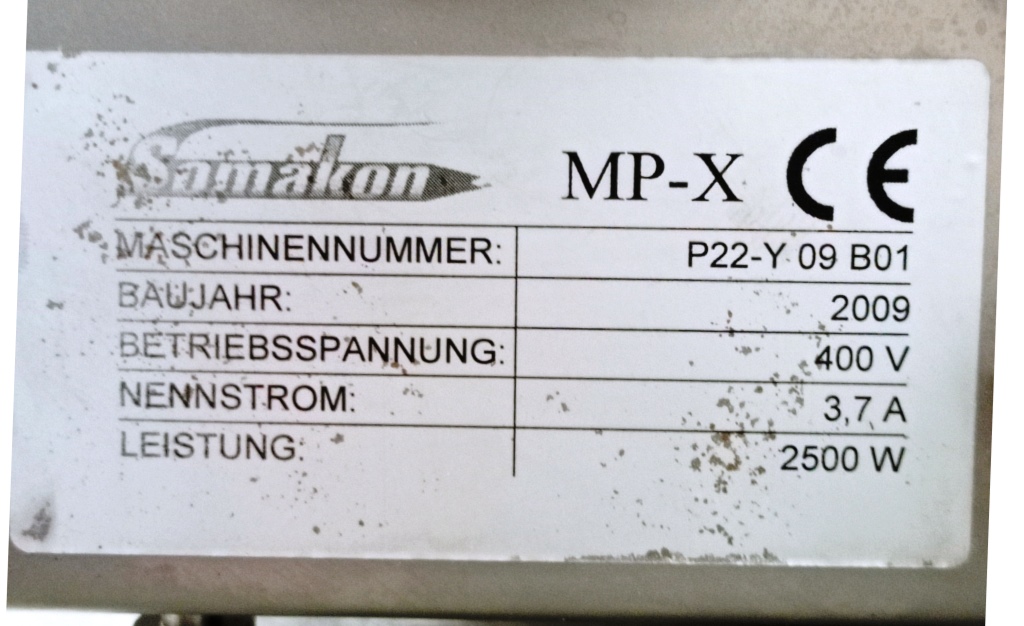 Samakon MP-X CE
MASCHINENNUMMER: P22-Y 09 B01
BAUJAHR: 2009
BETRIEBSSPANNUNG: 400 V
NENNSTROM: 3,7 A
LEISTUNG: 2500 W